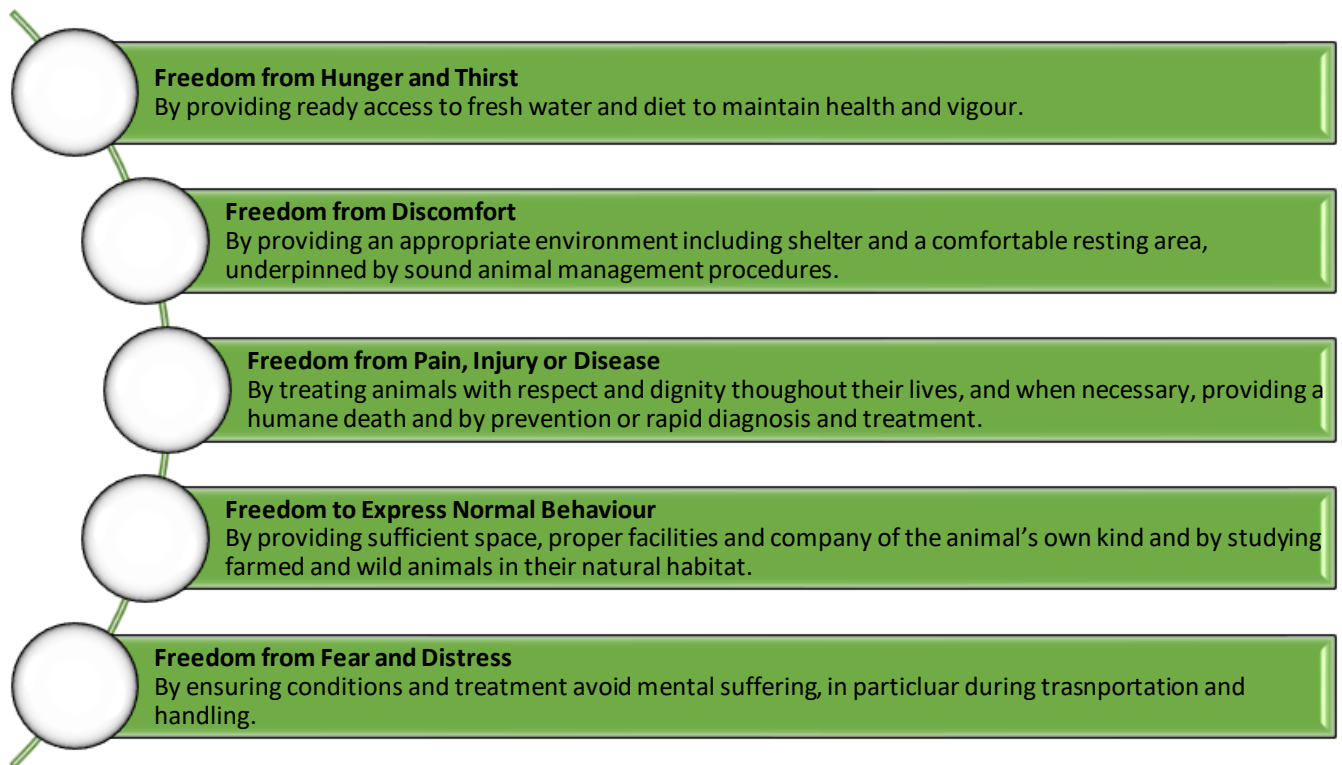 Freedom from Hunger and Thirst
By providing ready access to fresh water and diet to maintain health and vigour.
Freedom from Discomfort
By providing an appropriate environment including shelter and a comfortable resting area,
underpinned by sound animal management procedures.
Freedom from Pain, Injury or Disease
By treating animals with respect and dignity thoughout their lives, and when necessary, providing a
humane death and by prevention or rapid diagnosis and treatment.
Freedom to Express Normal Behaviour
By providing sufficient space, proper facilities and company of the animal’s own kind and by studying
farmed and wild animals in their natural habitat.
Freedom from Fear and Distress
By ensuring conditions and treatment avoid mental suffering, in particluar during trasnportation and
handling.